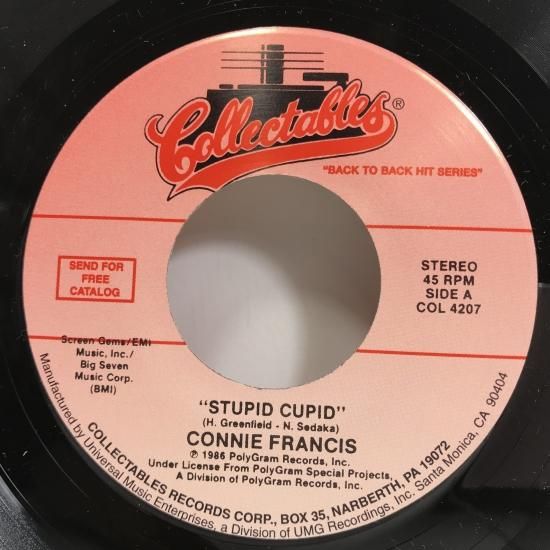 Collectables®
"BACK TO BACK HIT SERIES"
SEND FOR
FREE
CATALOG
STEREO
45 RPM
SIDE A
COL 4207
Screen Gems/EMI
Music, Inc./
Big Seven
Music Corp.
(BMI)
"STUPID CUPID"
(H. Greenfield - N. Sedaka)
CONNIE FRANCIS
℗ 1986 PolyGram Records, Inc.
Under License From PolyGram Special Projects,
A Division of PolyGram Records, Inc.
COLLECTABLES RECORDS CORP., BOX 35, NARBERTH, PA 19072
Manufactured by Universal Music Enterprises, a Division of UMG Recordings, Inc. Santa Monica, CA 90404